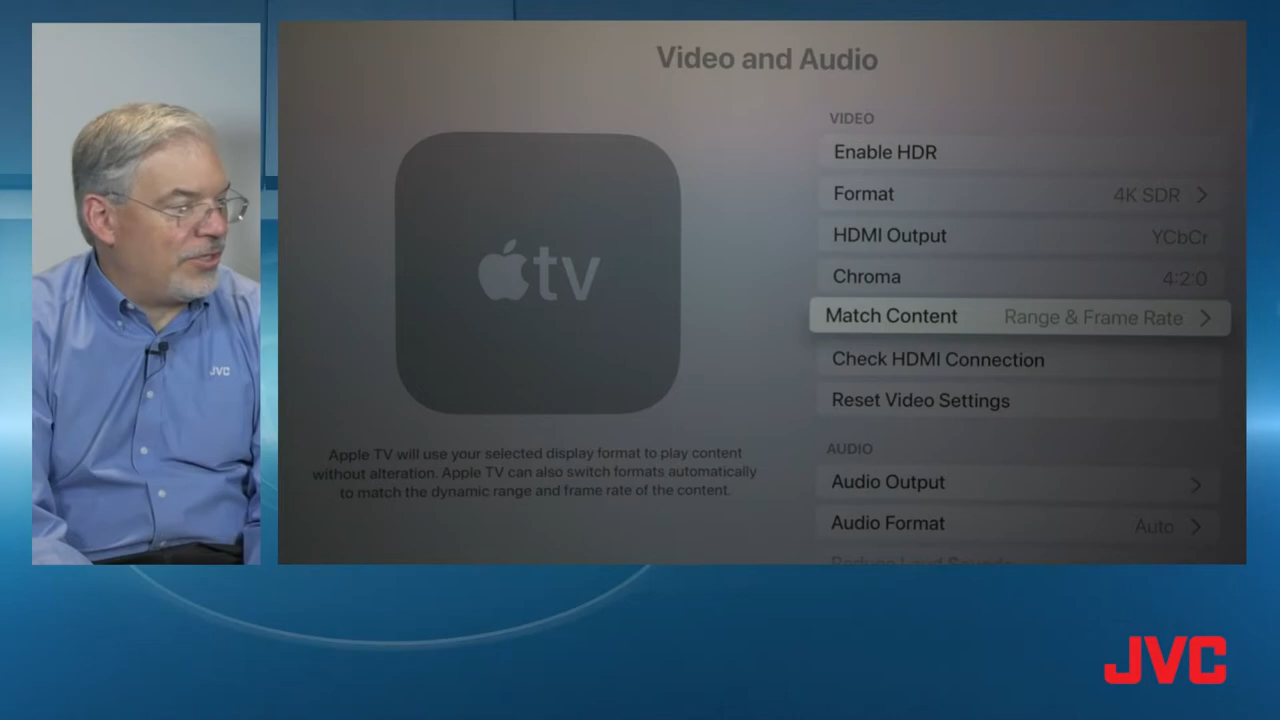 Video and Audio
VIDEO
Enable HDR
Format 4K SDR
HDMI Output YCbCr
Chroma 4:2:0
Match Content Range & Frame Rate
Check HDMI Connection
Reset Video Settings
AUDIO
Audio Output
Audio Format Auto
Reduce Loud Sounds
tv
Apple TV will use your selected display format to play content
without alteration. Apple TV can also switch formats automatically
to match the dynamic range and frame rate of the content.
JVC
JVC